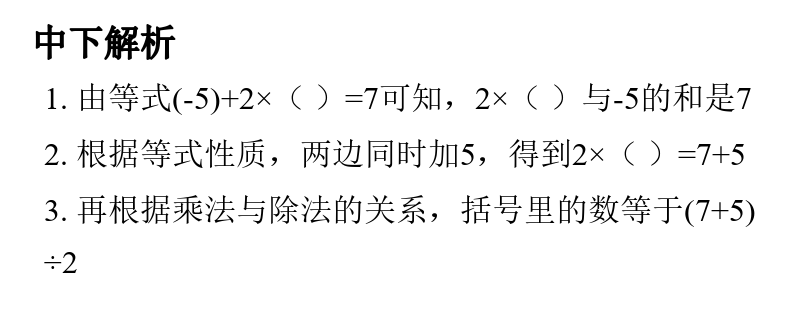 中下解析
1. 由等式(-5)+2×（ ）=7可知，2×（ ）与-5的和是7
2. 根据等式性质，两边同时加5，得到2×（ ）=7+5
3. 再根据乘法与除法的关系，括号里的数等于(7+5)
÷2